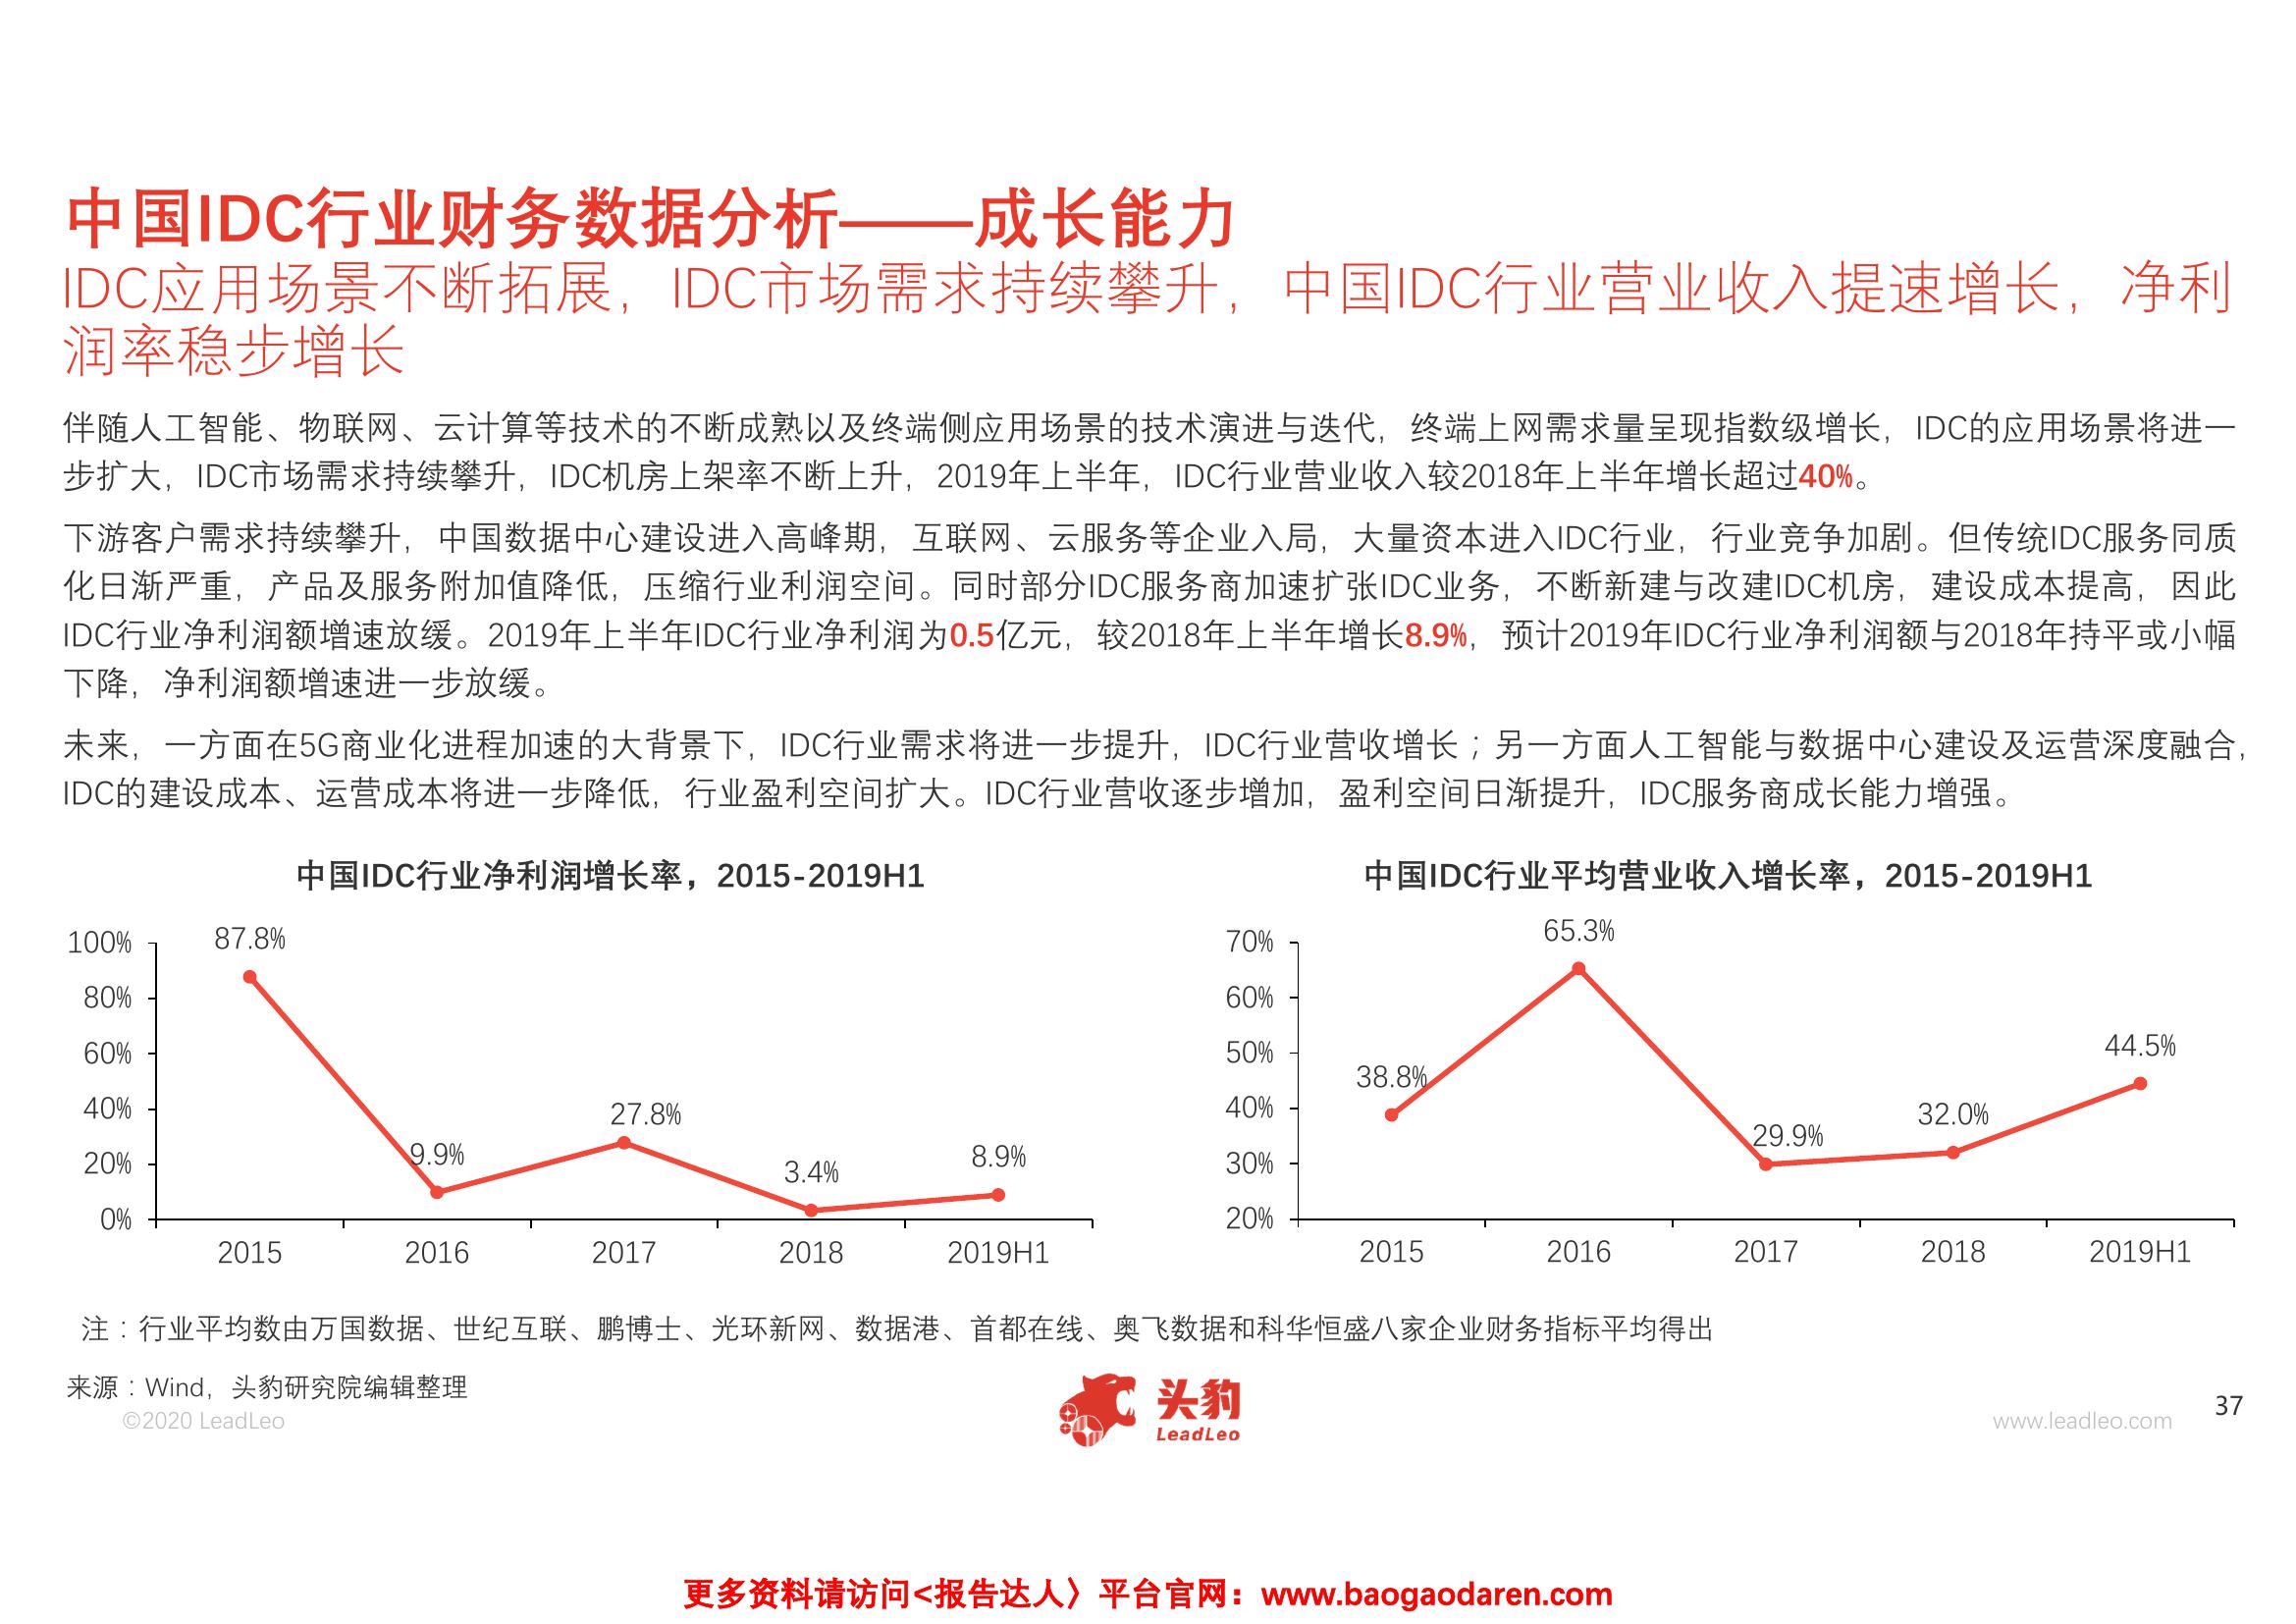 中国IDC行业财务数据分析——成长能力
IDC应用场景不断拓展，IDC市场需求持续攀升，中国IDC行业营业收入提速增长，净利
润率稳步增长
伴随人工智能、物联网、云计算等技术的不断成熟以及终端侧应用场景的技术演进与迭代，终端上网需求量呈现指数级增长，IDC的应用场景将进一
步扩大，IDC市场需求持续攀升，IDC机房上架率不断上升，2019年上半年，IDC行业营业收入较2018年上半年增长超过40%。
下游客户需求持续攀升，中国数据中心建设进入高峰期，互联网、云服务等企业入局，大量资本进入IDC行业，行业竞争加剧。但传统IDC服务同质
化日渐严重，产品及服务附加值降低，压缩行业利润空间。同时部分IDC服务商加速扩张IDC业务，不断新建与改建IDC机房，建设成本提高，因此
IDC行业净利润额增速放缓。2019年上半年IDC行业净利润为0.5亿元，较2018年上半年增长8.9%，预计2019年IDC行业净利润额与2018年持平或小幅
下降，净利润额增速进一步放缓。
未来，一方面在5G商业化进程加速的大背景下，IDC行业需求将进一步提升，IDC行业营收增长；另一方面人工智能与数据中心建设及运营深度融合，
IDC的建设成本、运营成本将进一步降低，行业盈利空间扩大。IDC行业营收逐步增加，盈利空间日渐提升，IDC服务商成长能力增强。
中国IDC行业净利润增长率，2015-2019H1
100%
80%
60%
40%
20%
0%
87.8%
9.9%
27.8%
3.4%
8.9%
2015 2016 2017 2018 2019H1
中国IDC行业平均营业收入增长率，2015-2019H1
70%
60%
50%
40%
30%
20%
38.8%
65.3%
29.9%
32.0%
44.5%
2015 2016 2017 2018 2019H1
注：行业平均数由万国数据、世纪互联、鹏博士、光环新网、数据港、首都在线、奥飞数据和科华恒盛八家企业财务指标平均得出
来源：Wind，头豹研究院编辑整理
©2020 LeadLeo
头豹
LeadLeo
www.leadleo.com
37
更多资料请访问<报告达人〉平台官网：www.baogaodaren.com